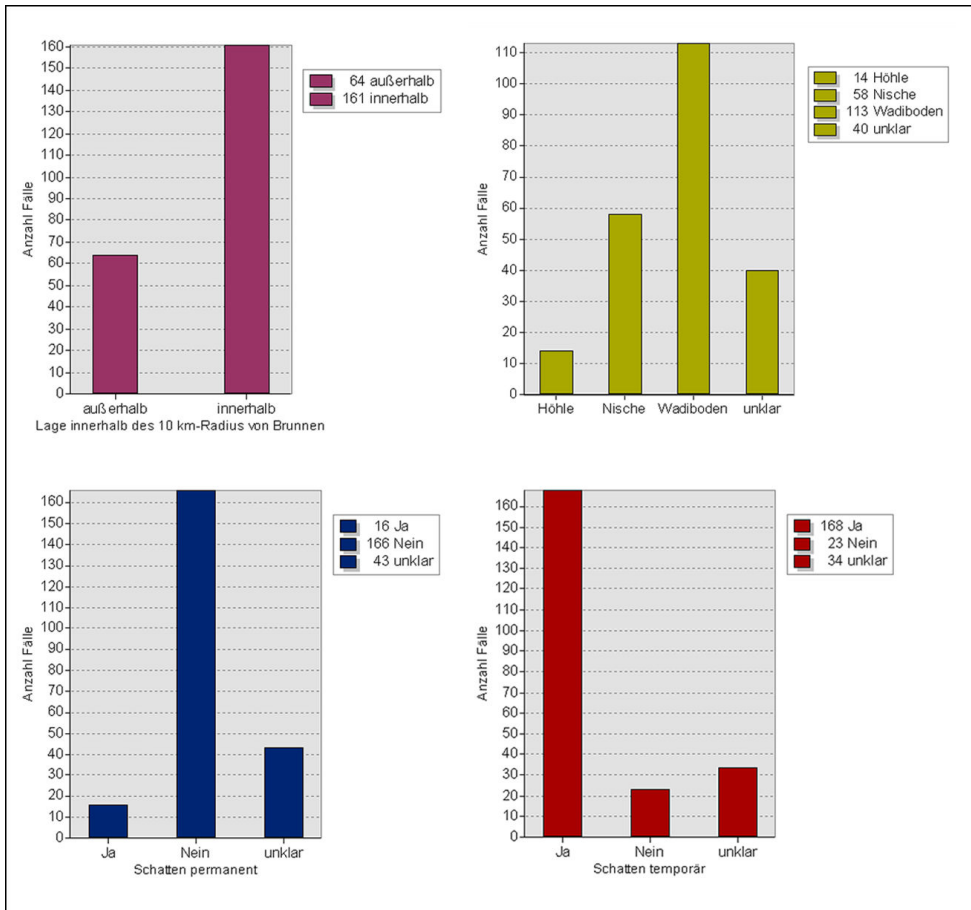 160
150
140
130
120
110
100
90
80
70
60
50
40
30
20
10
0
Anzahl Fälle
außerhalb innerhalb
Lage innerhalb des 10 km-Radius von Brunnen
64 außerhalb
161 innerhalb
110
100
90
80
70
60
50
40
30
20
10
0
Anzahl Fälle
Höhle Nische Wadiboden unklar
14 Höhle
58 Nische
113 Wadiboden
40 unklar
160
150
140
130
120
110
100
90
80
70
60
50
40
30
20
10
0
Anzahl Fälle
Ja Nein unklar
Schatten permanent
16 Ja
166 Nein
43 unklar
160
150
140
130
120
110
100
90
80
70
60
50
40
30
20
10
0
Anzahl Fälle
Ja Nein unklar
Schatten temporär
168 Ja
23 Nein
34 unklar